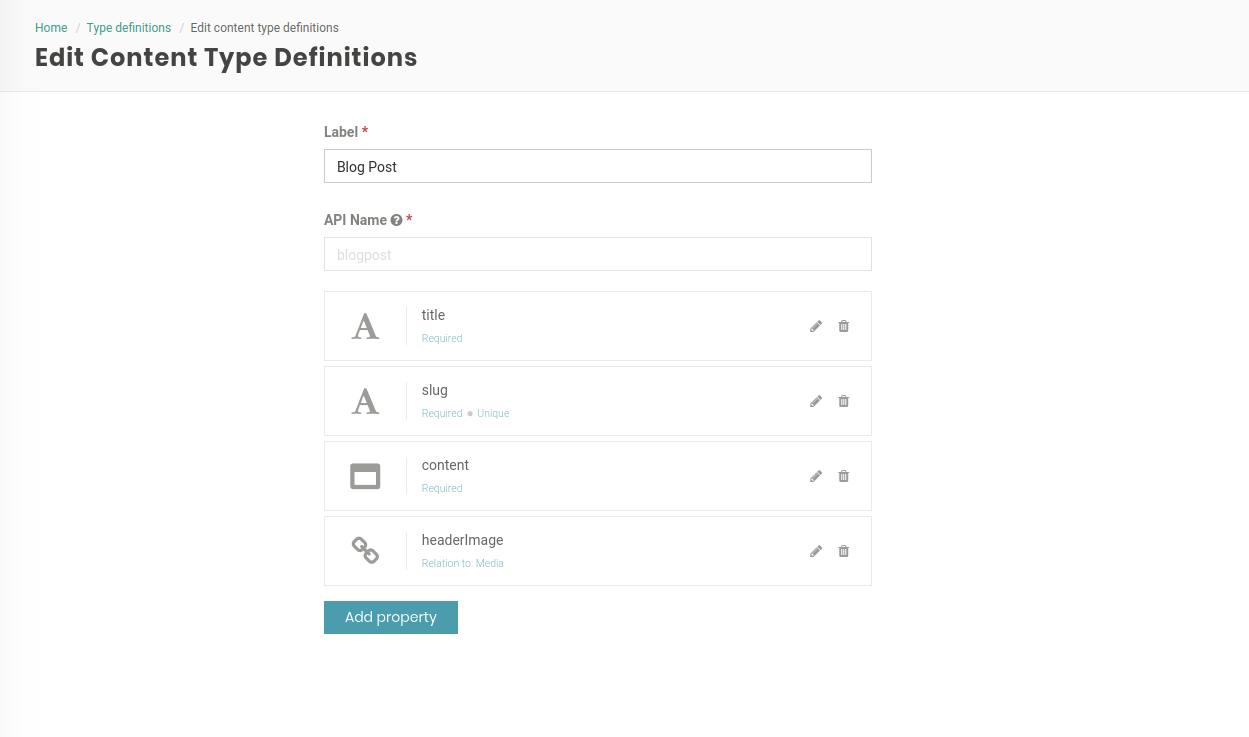 Home / Type definitions / Edit content type definitions
Edit Content Type Definitions
Label *
Blog Post
API Name ? *
blogpost
title
Required
slug
Required • Unique
content
Required
headerImage
Relation to: Media
Add property